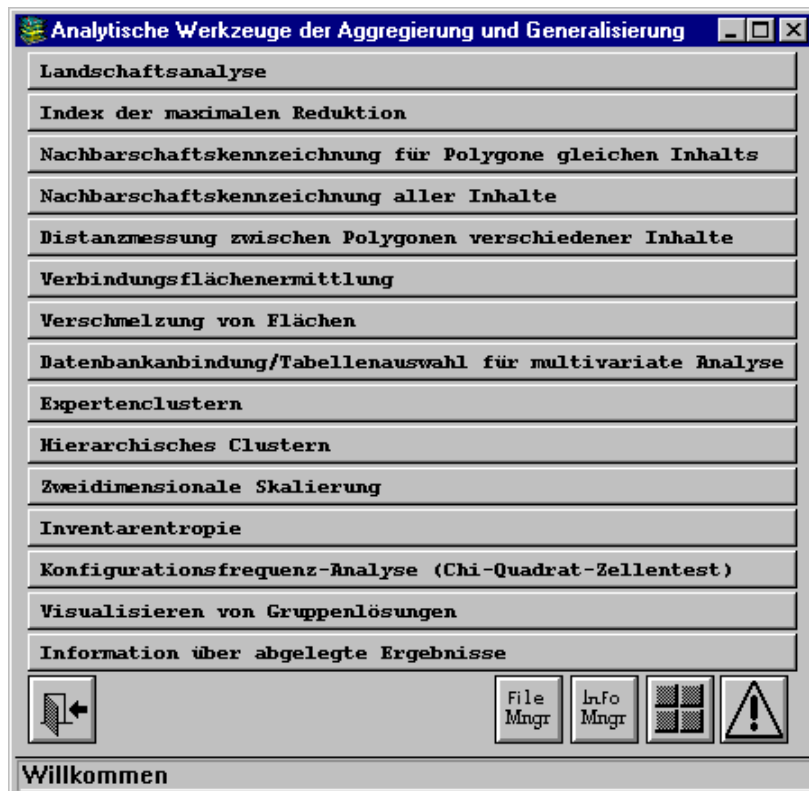 Analytische Werkzeuge der Aggregierung und Generalisierung
Landschaftsanalyse
Index der maximalen Reduktion
Nachbarschaftskennzeichnung für Polygone gleichen Inhalts
Nachbarschaftskennzeichnung aller Inhalte
Distanzmessung zwischen Polygonen verschiedener Inhalte
Verbindungsflächenermittlung
Verschmelzung von Flächen
Datenbankanbindung/Tabellenauswahl für multivariate Analyse
Expertenclustern
Hierarchisches Clustern
Zweidimensionale Skalierung
Inventarentropie
Konfigurationsfrequenz-Analyse (Chi-Quadrat-Zellentest)
Visualisieren von Gruppenlösungen
Information über abgelegte Ergebnisse
File Mngr
Info Mngr
Willkommen